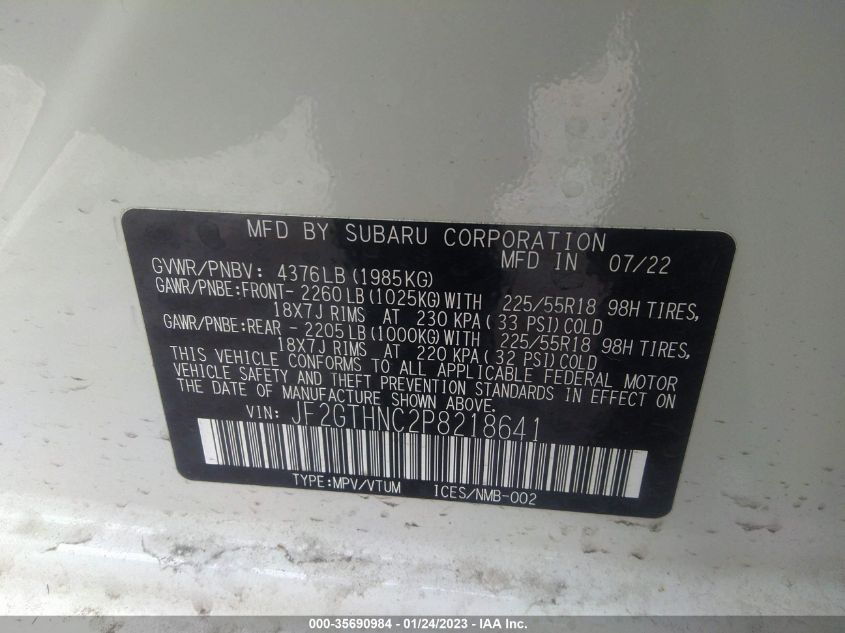 MFD BY SUBARU CORPORATION
GVWR/PNBV: 4376LB(1985KG) MFD IN 07/22
GAWR/PNBE:FRONT- 2260LB(1025KG)WITH 225/55R18 98H TIRES,
18X7J RIMS AT 230 KPA( 33 PSI)COLD
GAWR/PNBE:REAR - 2205LB(1000KG)WITH 225/55R18 98H TIRES,
18X7J RIMS AT 220 KPA( 32 PSI)COLD
THIS VEHICLE CONFORMS TO ALL APPLICABLE FEDERAL MOTOR
VEHICLE SAFETY AND THEFT PREVENTION STANDARDS IN EFFECT ON
THE DATE OF MANUFACTURE SHOWN ABOVE.
VIN: JF2GTHNC2P8218641
TYPE:MPV/VTUM ICES/NMB-002
000-35690984 - 01/24/2023 - IAA Inc.